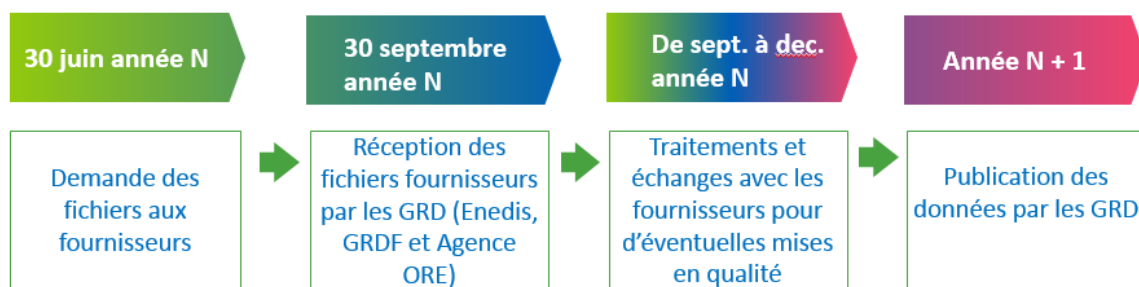 30 juin année N
30 septembre
année N
De sept. à dec.
année N
Année N + 1
Demande des
fichiers aux
fournisseurs
Réception des
fichiers fournisseurs
par les GRD (Enedis,
GRDF et Agence
ORE)
Traitements et
échanges avec les
fournisseurs pour
d'éventuelles mises
en qualité
Publication des
données par les GRD